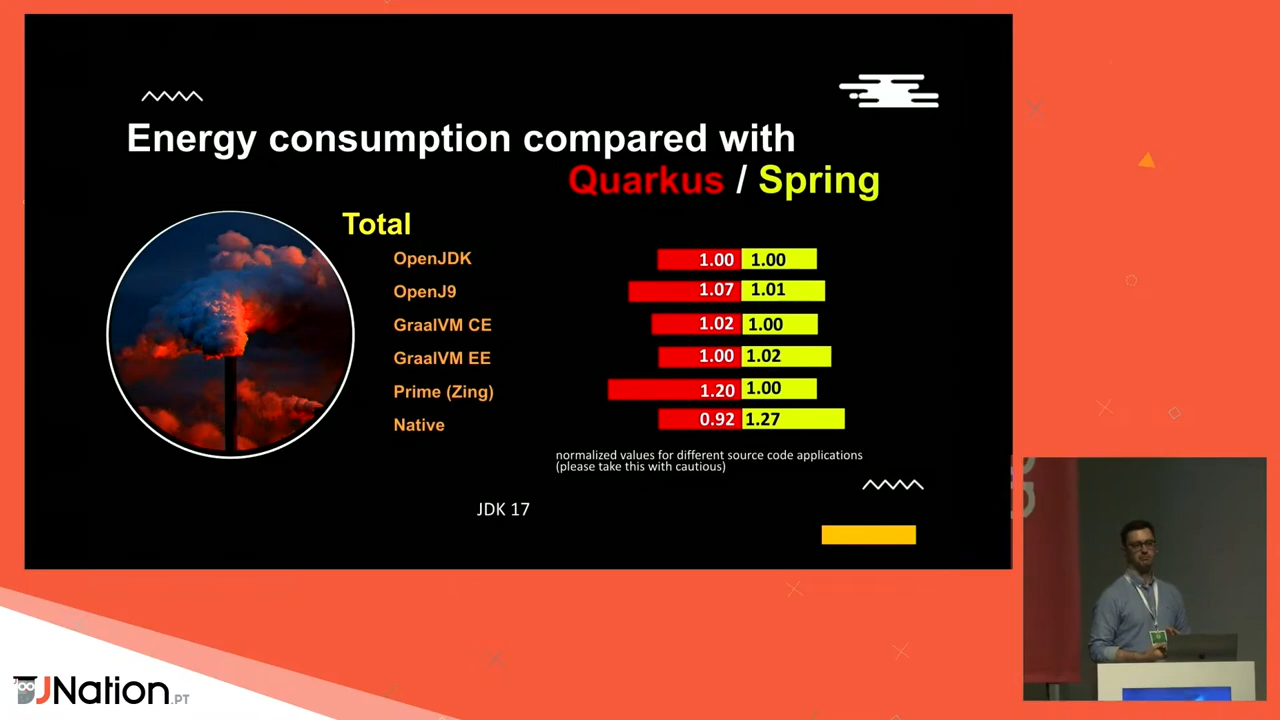 Energy consumption compared with
Quarkus / Spring
Total
OpenJDK 1.00 1.00
OpenJ9 1.07 1.01
GraalVM CE 1.02 1.00
GraalVM EE 1.00 1.02
Prime (Zing) 1.20 1.00
Native 0.92 1.27
normalized values for different source code applications
(please take this with cautious)
JDK 17
JNation.PT